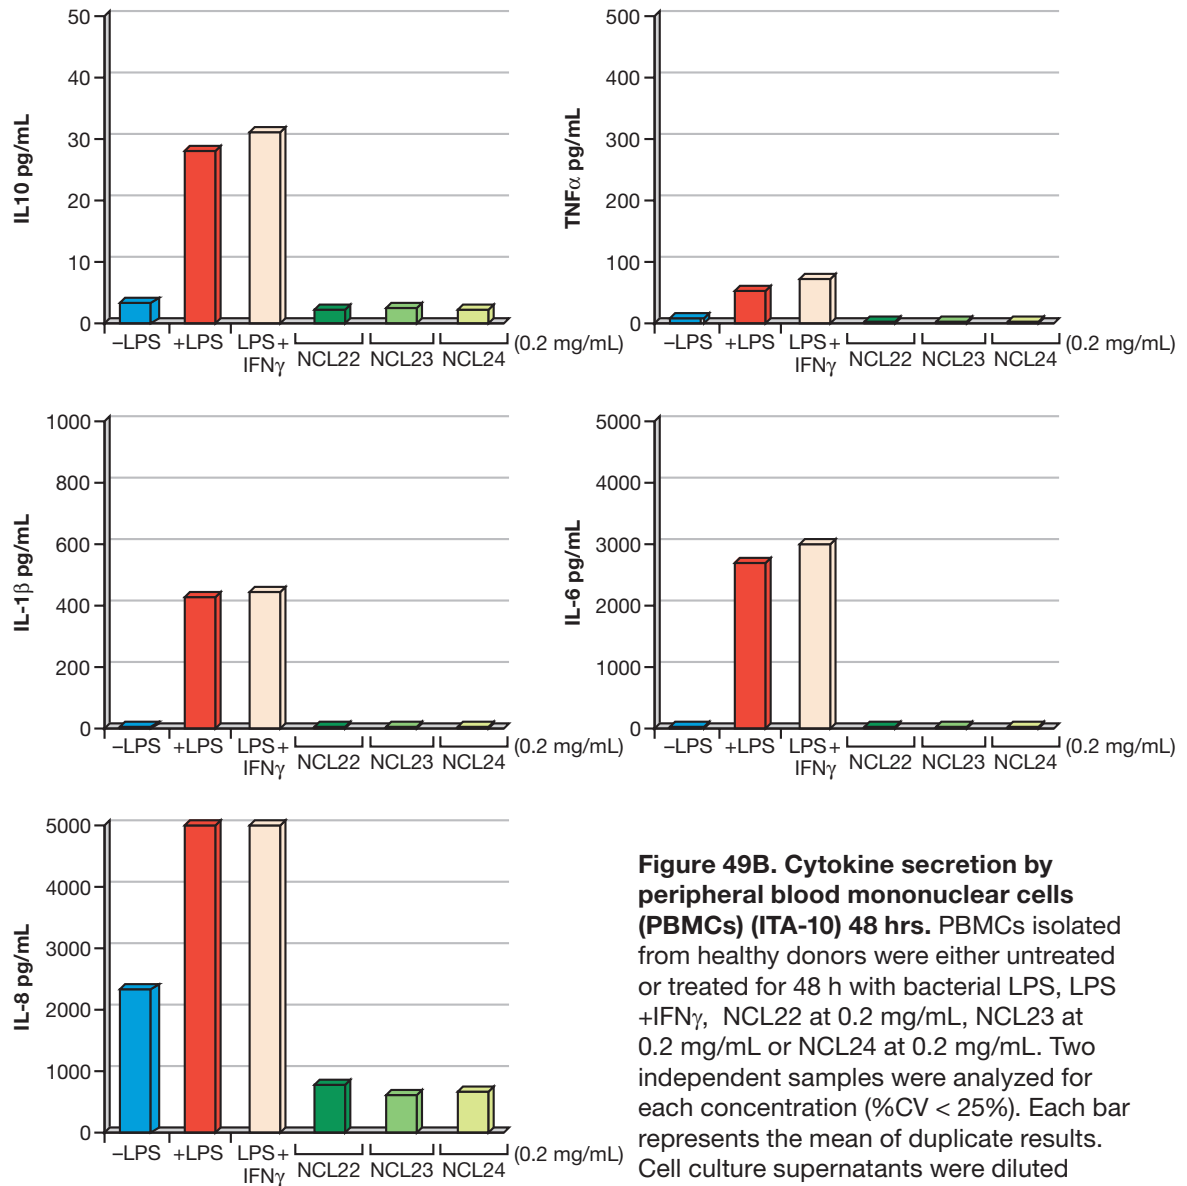 50
40
30
20
10
0
IL10 pg/mL
–LPS
+LPS
LPS+
IFNγ
NCL22
NCL23
NCL24
(0.2 mg/mL)
500
400
300
200
100
0
TNFα pg/mL
–LPS
+LPS
LPS+
IFNγ
NCL22
NCL23
NCL24
(0.2 mg/mL)
1000
800
600
400
200
0
IL-1β pg/mL
–LPS
+LPS
LPS+
IFNγ
NCL22
NCL23
NCL24
(0.2 mg/mL)
5000
4000
3000
2000
1000
0
IL-6 pg/mL
–LPS
+LPS
LPS+
IFNγ
NCL22
NCL23
NCL24
(0.2 mg/mL)
5000
4000
3000
2000
1000
0
IL-8 pg/mL
–LPS
+LPS
LPS+
IFNγ
NCL22
NCL23
NCL24
(0.2 mg/mL)
Figure 49B. Cytokine secretion by
peripheral blood mononuclear cells
(PBMCs) (ITA-10) 48 hrs. PBMCs isolated
from healthy donors were either untreated
or treated for 48 h with bacterial LPS, LPS
+IFNγ, NCL22 at 0.2 mg/mL, NCL23 at
0.2 mg/mL or NCL24 at 0.2 mg/mL. Two
independent samples were analyzed for
each concentration (%CV < 25%). Each bar
represents the mean of duplicate results.
Cell culture supernatants were diluted